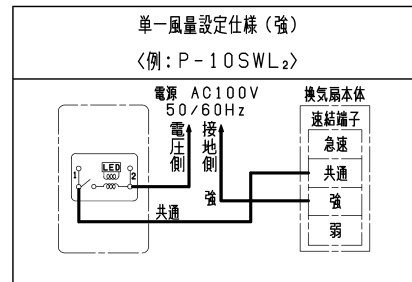 単一風量設定仕様（強）
〈例：P-10SWL₂〉
電源 AC100V
50/60Hz
電圧側
接地側
換気扇本体
速結端子
急速
共通
強
弱
LED
1
2
共通
強